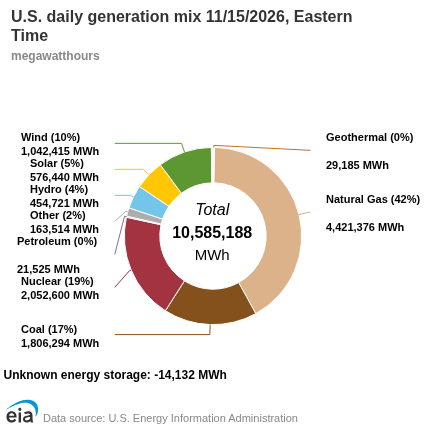 U.S. daily generation mix 11/15/2026, Eastern
Time
megawatthours
Wind (10%)
1,042,415 MWh
Solar (5%)
576,440 MWh
Hydro (4%)
454,721 MWh
Other (2%)
163,514 MWh
Petroleum (0%)
21,525 MWh
Nuclear (19%)
2,052,600 MWh
Coal (17%)
1,806,294 MWh
Total
10,585,188
MWh
Geothermal (0%)
29,185 MWh
Natural Gas (42%)
4,421,376 MWh
Unknown energy storage: -14,132 MWh
eia
Data source: U.S. Energy Information Administration